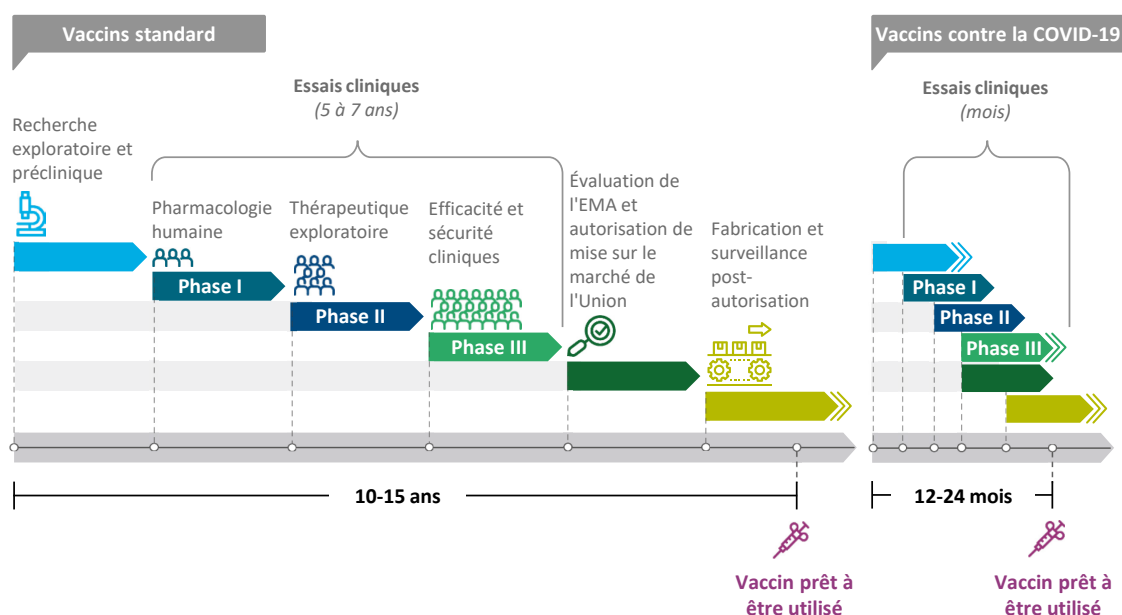 Vaccins standard
Essais cliniques
(5 à 7 ans)
Recherche
exploratoire et
préclinique
Pharmacologie
humaine
Thérapeutique
exploratoire
Efficacité et
sécurité
cliniques
Évaluation de
l'EMA et
autorisation de
mise sur le
marché de
l'Union
Fabrication et
surveillance
post-
autorisation
Phase I
Phase II
Phase III
10-15 ans
Vaccin prêt à
être utilisé
Vaccins contre la COVID-19
Essais cliniques
(mois)
Phase I
Phase II
Phase III
12-24 mois
Vaccin prêt à
être utilisé